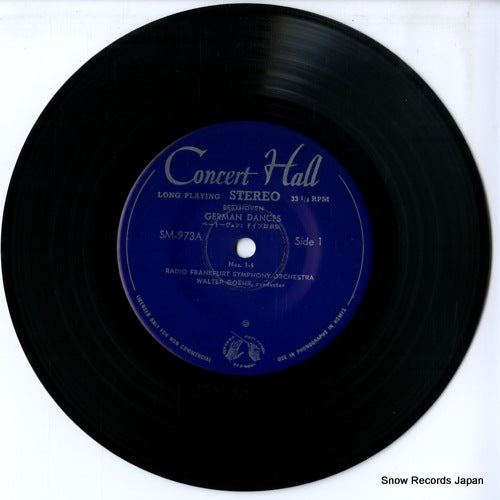 Concert Hall
LONG PLAYING STEREO 33 1/3 RPM
BEETHOVEN
GERMAN DANCES
ベートーヴェン：ドイツ舞曲集
SM-973A Side 1
Nos. 1-6
RADIO FRANKFURT SYMPHONY ORCHESTRA
WALTER GOEHR, conductor
LICENSED ONLY FOR NON COMMERCIAL USE ON PHONOGRAPHS IN HOMES
Snow Records Japan